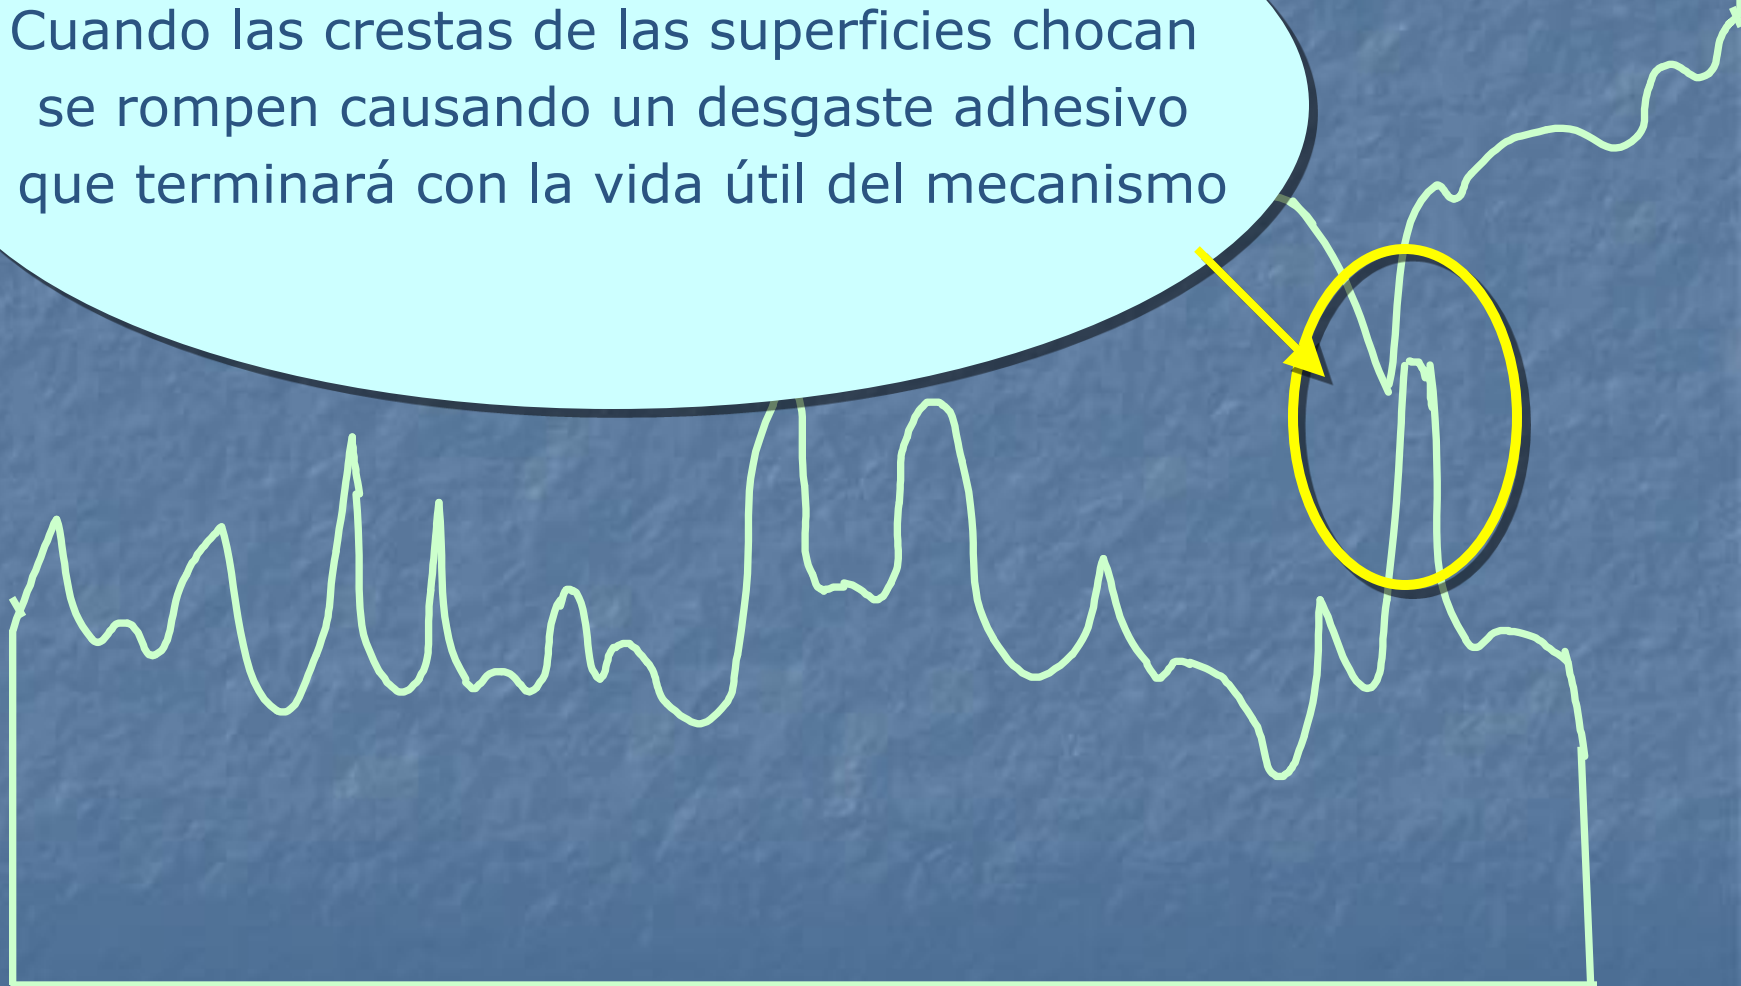 Cuando las crestas de las superficies chocan
se rompen causando un desgaste adhesivo
que terminará con la vida útil del mecanismo